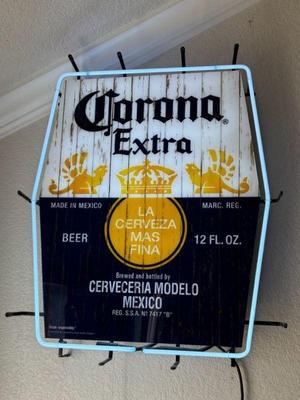 Corona®
Extra
MADE IN MEXICO
MARC. REG.
LA
CERVEZA
MAS
FINA
BEER
12 FL. OZ.
Brewed and bottled by
CERVECERIA MODELO
MEXICO
REG. S.S.A. Nº 7417 "B"